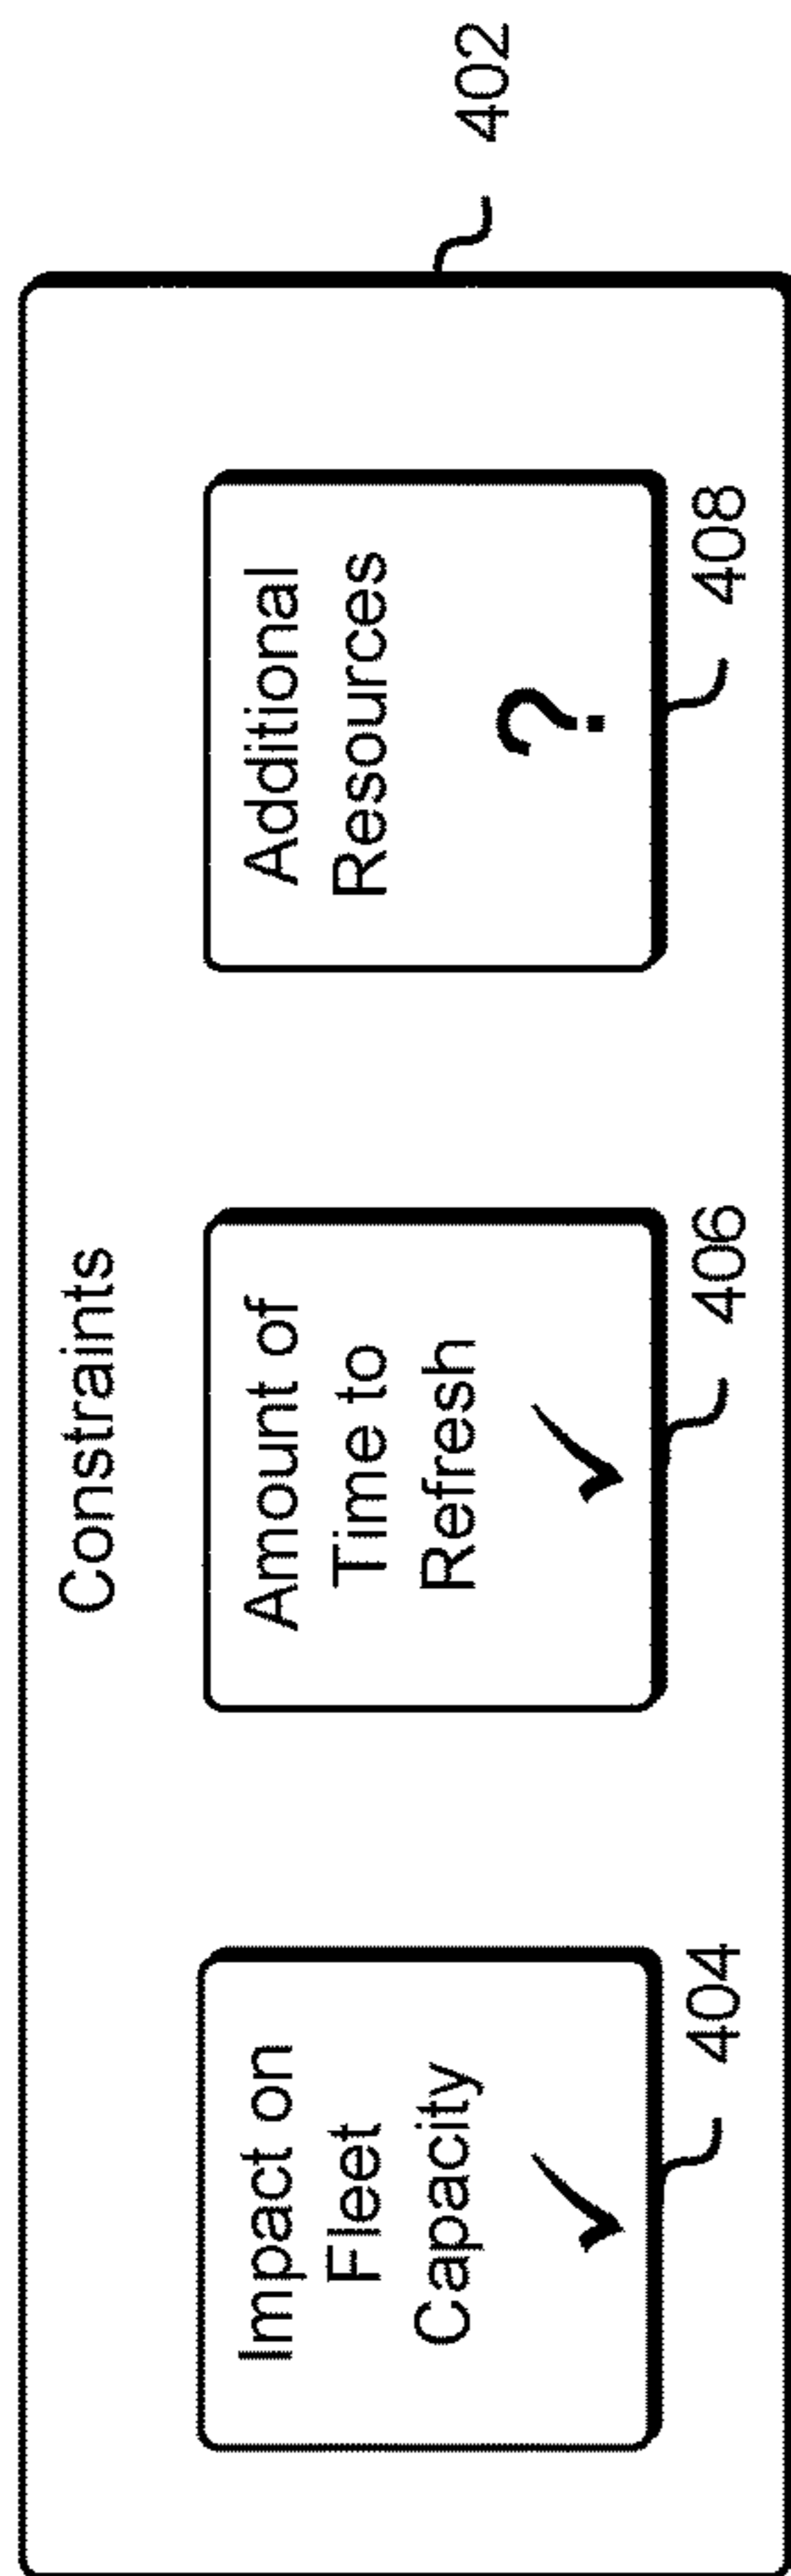 Constraints
402
Impact on
Fleet
Capacity
✓
404
Amount of
Time to
Refresh
✓
406
Additional
Resources
?
408